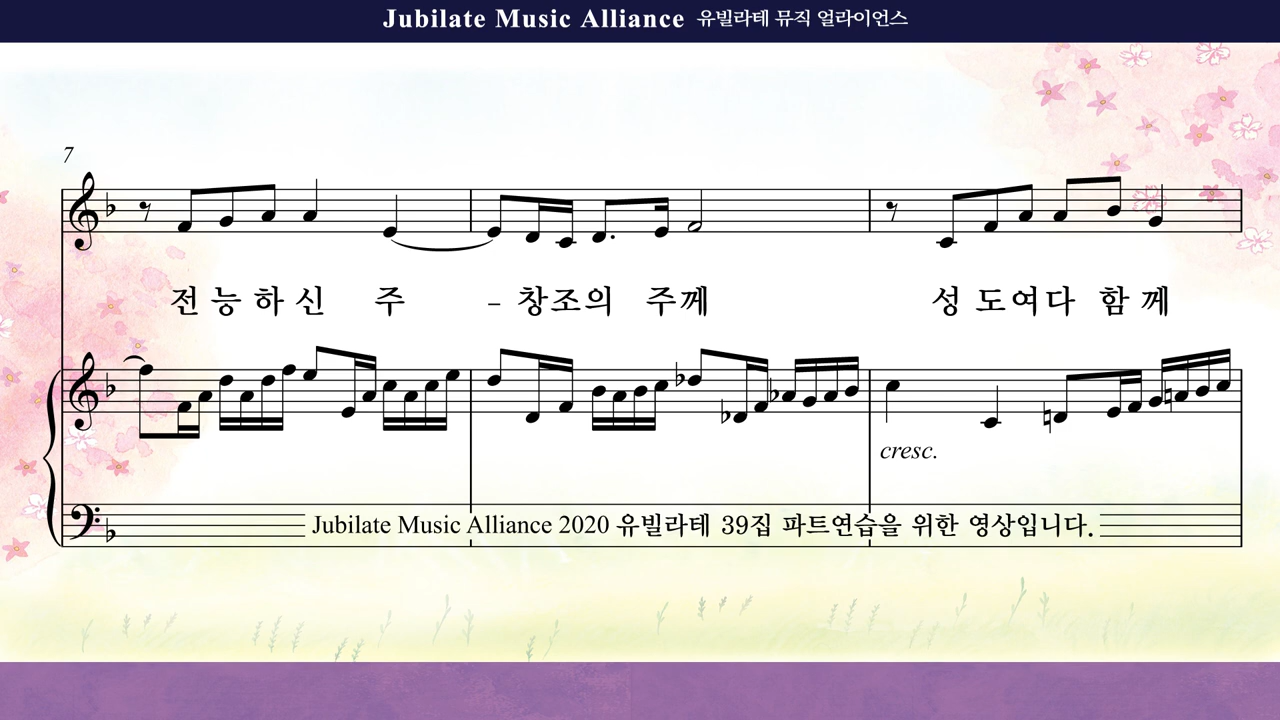 Jubilate Music Alliance 유빌라테 뮤직 얼라이언스
7
전 능 하 신 주 - 창조의 주께 성 도여다 함 께
cresc.
Jubilate Music Alliance 2020 유빌라테 39집 파트연습을 위한 영상입니다.